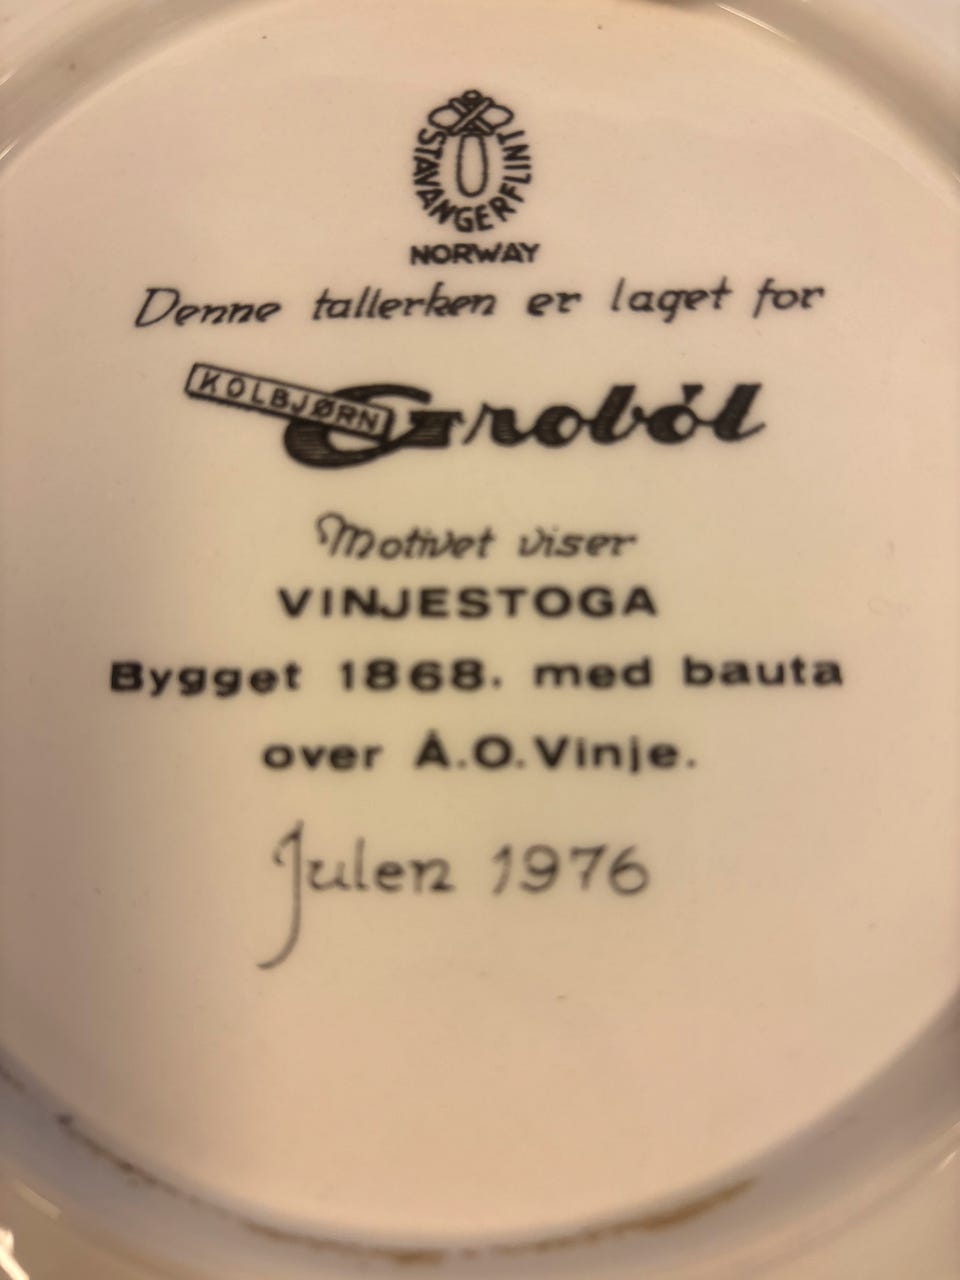 STAVANGERFLINT
NORWAY
Denne tallerken er laget for
KOLBJØRN Groból
Motivet viser
VINJESTOGA
Bygget 1868. med bauta
over Å.O.Vinje.
Julen 1976